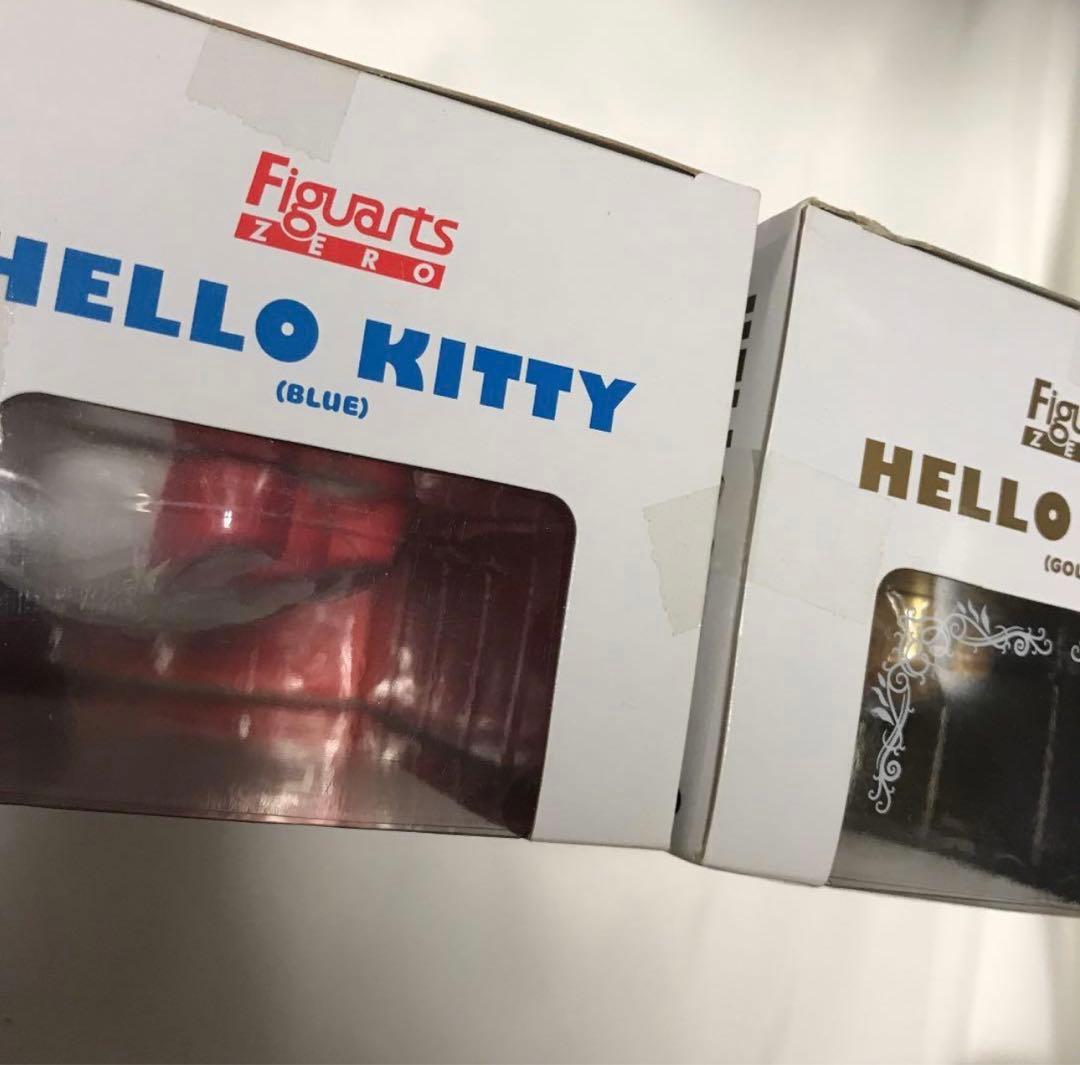 Figuarts
ZERO
HELLO KITTY
(BLUE)
Figu
ZE
HELLO
(GOL